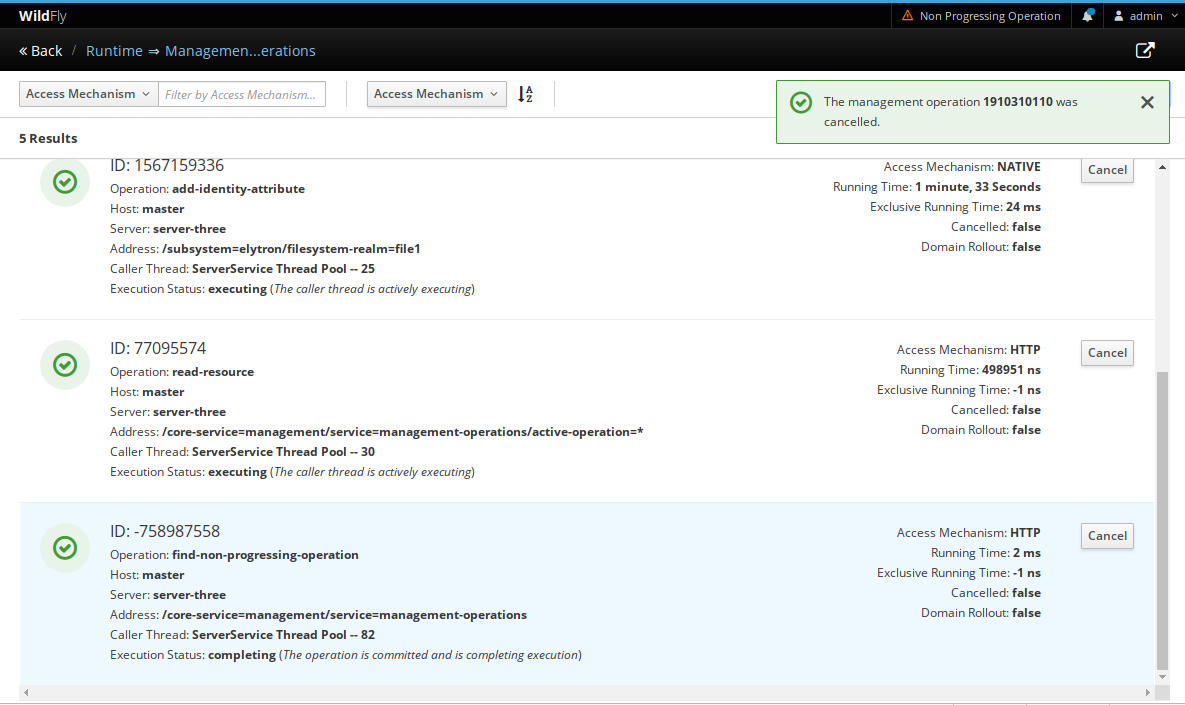 WildFly
Non Progressing Operation
admin
« Back / Runtime ⇒ Managemen...erations
Access Mechanism
Filter by Access Mechanism...
Access Mechanism
A
Z
The management operation 1910310110 was
cancelled.
5 Results
ID: 1567159336
Operation: add-identity-attribute
Host: master
Server: server-three
Address: /subsystem=elytron/filesystem-realm=file1
Caller Thread: ServerService Thread Pool -- 25
Execution Status: executing (The caller thread is actively executing)
Access Mechanism: NATIVE
Running Time: 1 minute, 33 Seconds
Exclusive Running Time: 24 ms
Cancelled: false
Domain Rollout: false
Cancel
ID: 77095574
Operation: read-resource
Host: master
Server: server-three
Address: /core-service=management/service=management-operations/active-operation=*
Caller Thread: ServerService Thread Pool -- 30
Execution Status: executing (The caller thread is actively executing)
Access Mechanism: HTTP
Running Time: 498951 ns
Exclusive Running Time: -1 ns
Cancelled: false
Domain Rollout: false
Cancel
ID: -758987558
Operation: find-non-progressing-operation
Host: master
Server: server-three
Address: /core-service=management/service=management-operations
Caller Thread: ServerService Thread Pool -- 82
Execution Status: completing (The operation is committed and is completing execution)
Access Mechanism: HTTP
Running Time: 2 ms
Exclusive Running Time: -1 ns
Cancelled: false
Domain Rollout: false
Cancel